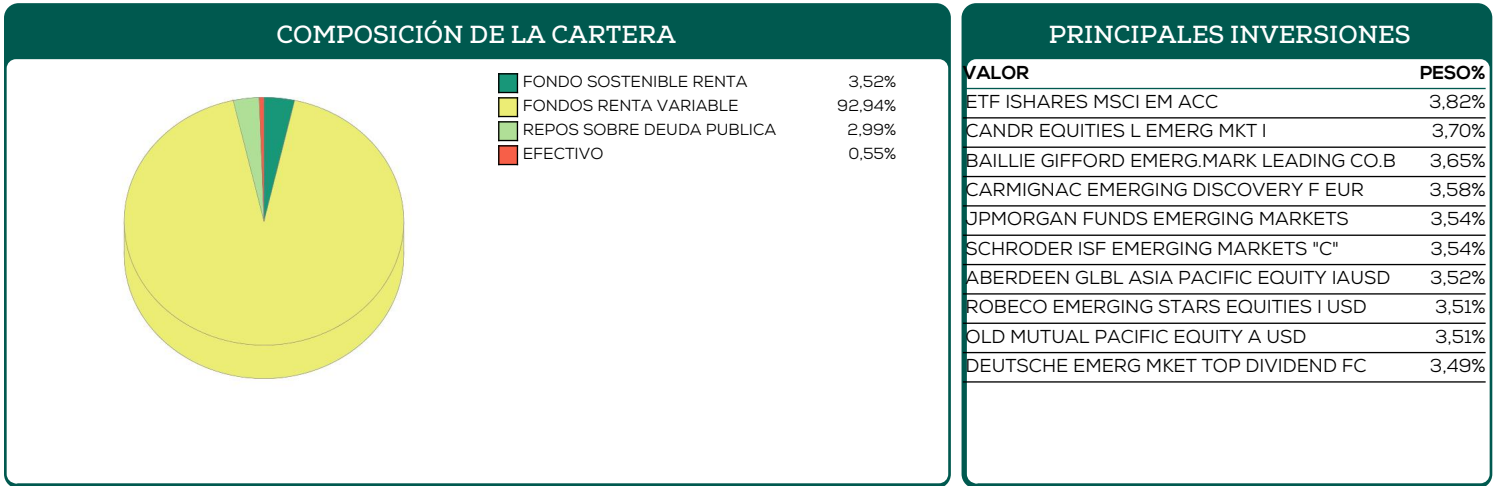 COMPOSICIÓN DE LA CARTERA
FONDO SOSTENIBLE RENTA 3,52%
FONDOS RENTA VARIABLE 92,94%
REPOS SOBRE DEUDA PUBLICA 2,99%
EFECTIVO 0,55%
PRINCIPALES INVERSIONES
VALOR PESO%
ETF ISHARES MSCI EM ACC 3,82%
CANDR EQUITIES L EMERG MKT I 3,70%
BAILLIE GIFFORD EMERG.MARK LEADING CO.B 3,65%
CARMIGNAC EMERGING DISCOVERY F EUR 3,58%
JPMORGAN FUNDS EMERGING MARKETS 3,54%
SCHRODER ISF EMERGING MARKETS "C" 3,54%
ABERDEEN GLBL ASIA PACIFIC EQUITY IAUSD 3,52%
ROBECO EMERGING STARS EQUITIES I USD 3,51%
OLD MUTUAL PACIFIC EQUITY A USD 3,51%
DEUTSCHE EMERG MKET TOP DIVIDEND FC 3,49%